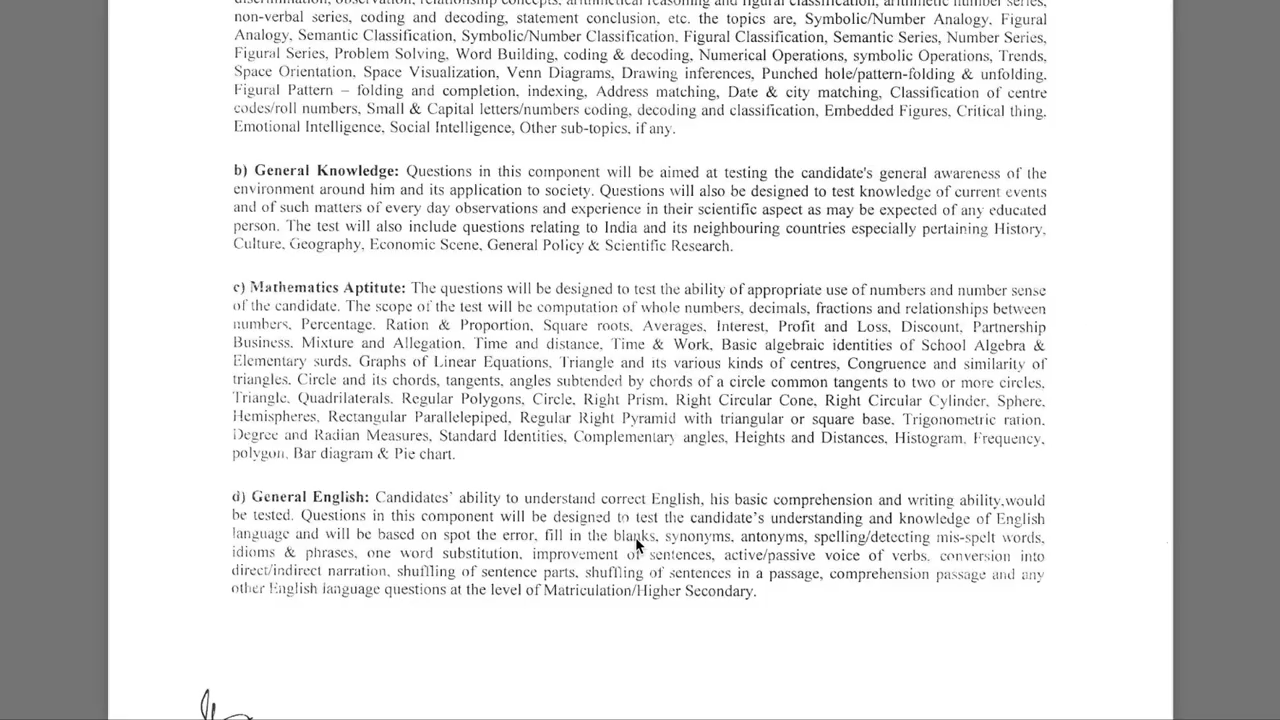 discrimination, observation, relationship concepts, arithmetical reasoning and figural classification, arithmetic number series,
non-verbal series, coding and decoding, statement conclusion, etc. the topics are, Symbolic/Number Analogy, Figural
Analogy, Semantic Classification, Symbolic/Number Classification, Figural Classification, Semantic Series, Number Series,
Figural Series, Problem Solving, Word Building, coding & decoding, Numerical Operations, symbolic Operations, Trends,
Space Orientation, Space Visualization, Venn Diagrams, Drawing inferences, Punched hole/pattern-folding & unfolding,
Figural Pattern – folding and completion, indexing, Address matching, Date & city matching, Classification of centre
codes/roll numbers, Small & Capital letters/numbers coding, decoding and classification, Embedded Figures, Critical thing,
Emotional Intelligence, Social Intelligence, Other sub-topics, if any.
b) General Knowledge: Questions in this component will be aimed at testing the candidate's general awareness of the
environment around him and its application to society. Questions will also be designed to test knowledge of current events
and of such matters of every day observations and experience in their scientific aspect as may be expected of any educated
person. The test will also include questions relating to India and its neighbouring countries especially pertaining History,
Culture, Geography, Economic Scene, General Policy & Scientific Research.
c) Mathematics Aptitute: The questions will be designed to test the ability of appropriate use of numbers and number sense
of the candidate. The scope of the test will be computation of whole numbers, decimals, fractions and relationships between
numbers, Percentage. Ration & Proportion, Square roots, Averages, Interest, Profit and Loss, Discount, Partnership
Business, Mixture and Allegation, Time and distance, Time & Work, Basic algebraic identities of School Algebra &
Elementary surds, Graphs of Linear Equations, Triangle and its various kinds of centres, Congruence and similarity of
triangles, Circle and its chords, tangents, angles subtended by chords of a circle common tangents to two or more circles,
Triangle, Quadrilaterals, Regular Polygons, Circle, Right Prism, Right Circular Cone, Right Circular Cylinder, Sphere,
Hemispheres, Rectangular Parallelepiped, Regular Right Pyramid with triangular or square base, Trigonometric ration,
Degree and Radian Measures, Standard Identities, Complementary angles, Heights and Distances, Histogram, Frequency,
polygon, Bar diagram & Pie chart.
d) General English: Candidates' ability to understand correct English, his basic comprehension and writing ability,would
be tested. Questions in this component will be designed to test the candidate's understanding and knowledge of English
language and will be based on spot the error, fill in the blanks, synonyms, antonyms, spelling/detecting mis-spelt words,
idioms & phrases, one word substitution, improvement of sentences, active/passive voice of verbs, conversion into
direct/indirect narration, shuffling of sentence parts, shuffling of sentences in a passage, comprehension passage and any
other English language questions at the level of Matriculation/Higher Secondary.